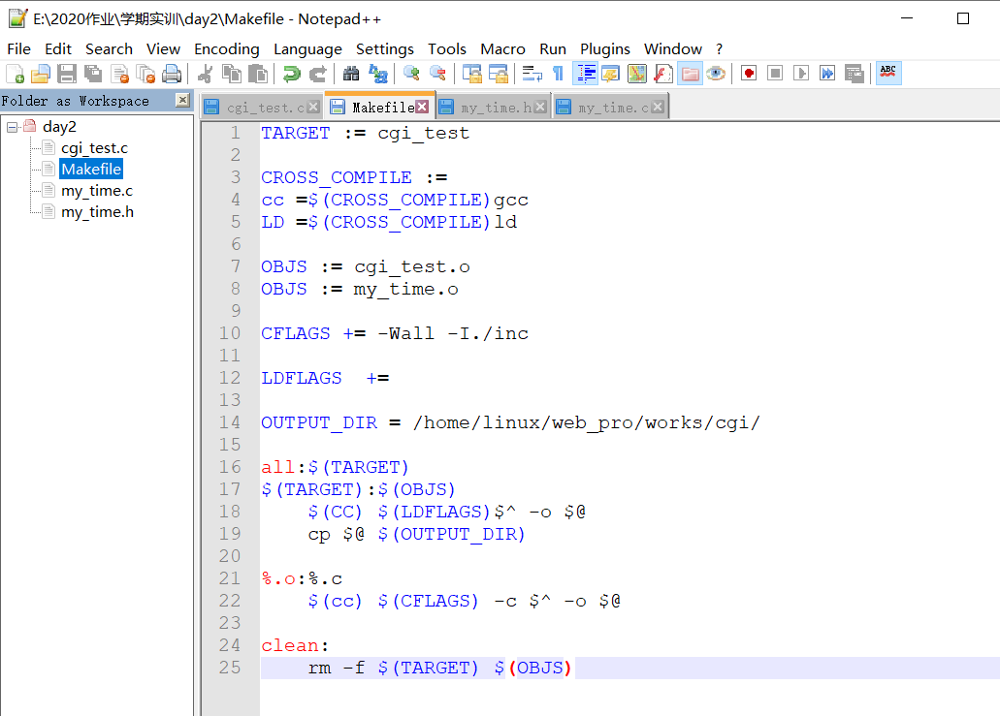 E:\2020作业\学期实训\day2\Makefile - Notepad++
File Edit Search View Encoding Language Settings Tools Macro Run Plugins Window ?
ABC
Folder as Workspace
cgi_test.c Makefile my_time.h my_time.c
day2
cgi_test.c
Makefile
my_time.c
my_time.h
1 TARGET := cgi_test
2
3 CROSS_COMPILE :=
4 cc =$(CROSS_COMPILE)gcc
5 LD =$(CROSS_COMPILE)ld
6
7 OBJS := cgi_test.o
8 OBJS := my_time.o
9
10 CFLAGS += -Wall -I./inc
11
12 LDFLAGS  +=
13
14 OUTPUT_DIR = /home/linux/web_pro/works/cgi/
15
16 all:$(TARGET)
17 $(TARGET):$(OBJS)
18     $(CC) $(LDFLAGS)$^ -o $@
19     cp $@ $(OUTPUT_DIR)
20
21 %.o:%.c
22     $(cc) $(CFLAGS) -c $^ -o $@
23
24 clean:
25     rm -f $(TARGET) $(OBJS)